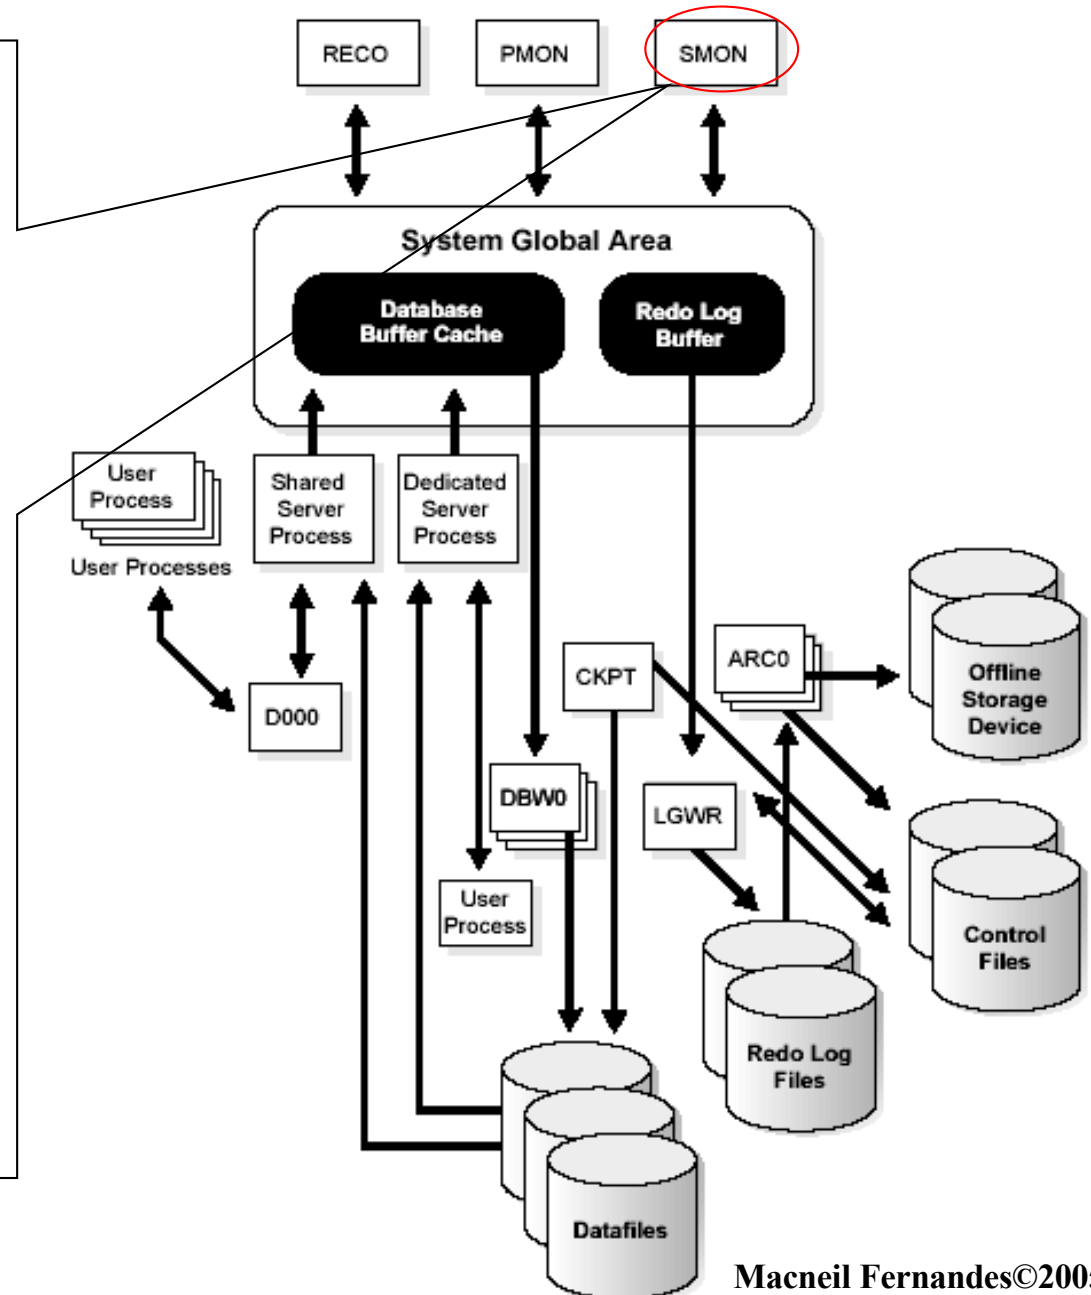 RECO
PMON
SMON
System Global Area
Database
Buffer Cache
Redo Log
Buffer
User
Process
User Processes
Shared
Server
Process
Dedicated
Server
Process
D000
CKPT
ARC0
Offline
Storage
Device
DBW0
LGWR
User
Process
Control
Files
Redo Log
Files
Datafiles
Macneil Fernandes©200